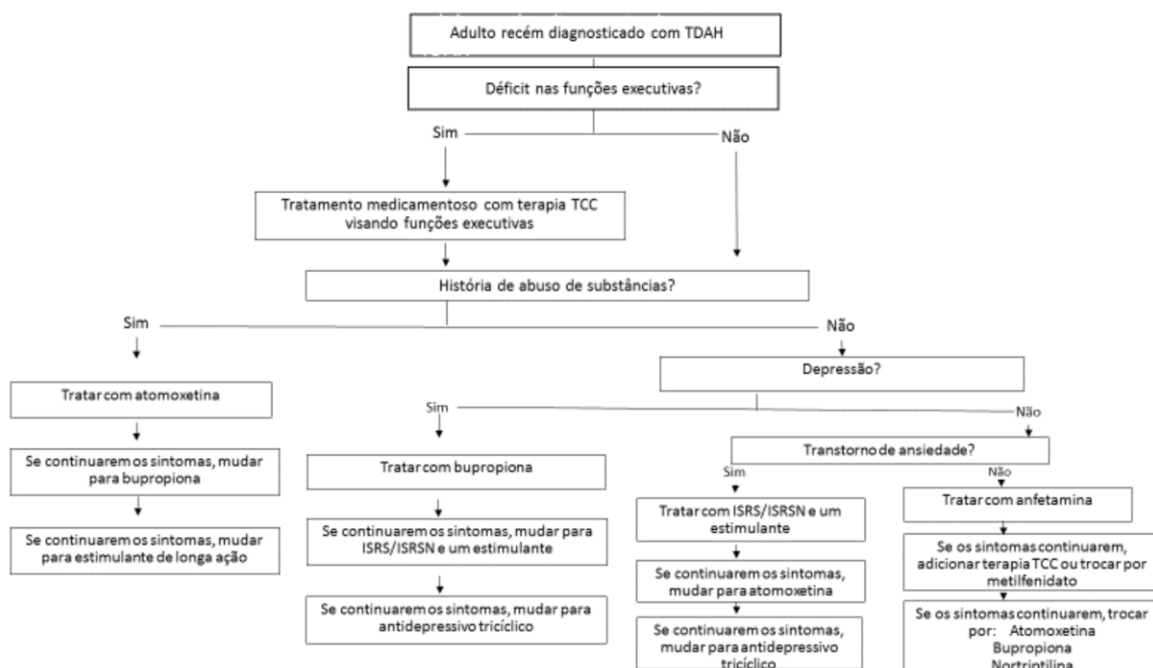 Adulto recém diagnosticado com TDAH
Déficit nas funções executivas?
Sim
Não
Tratamento medicamentoso com terapia TCC
visando funções executivas
História de abuso de substâncias?
Sim
Não
Depressão?
Tratar com atomoxetina
Sim
Não
Transtorno de ansiedade?
Se continuarem os sintomas, mudar
para bupropiona
Tratar com bupropiona
Sim
Não
Tratar com ISRS/ISRSN e um
estimulante
Tratar com anfetamina
Se continuarem os sintomas, mudar
para estimulante de longa ação
Se continuarem os sintomas, mudar para
ISRS/ISRSN e um estimulante
Se os sintomas continuarem,
adicionar terapia TCC ou trocar por
metilfenidato
Se continuarem os sintomas,
mudar para atomoxetina
Se continuarem os sintomas, mudar para
antidepressivo tricíclico
Se continuarem os sintomas,
mudar para antidepressivo
tricíclico
Se os sintomas continuarem, trocar
por: Atomoxetina
Bupropiona
Nortriptilina